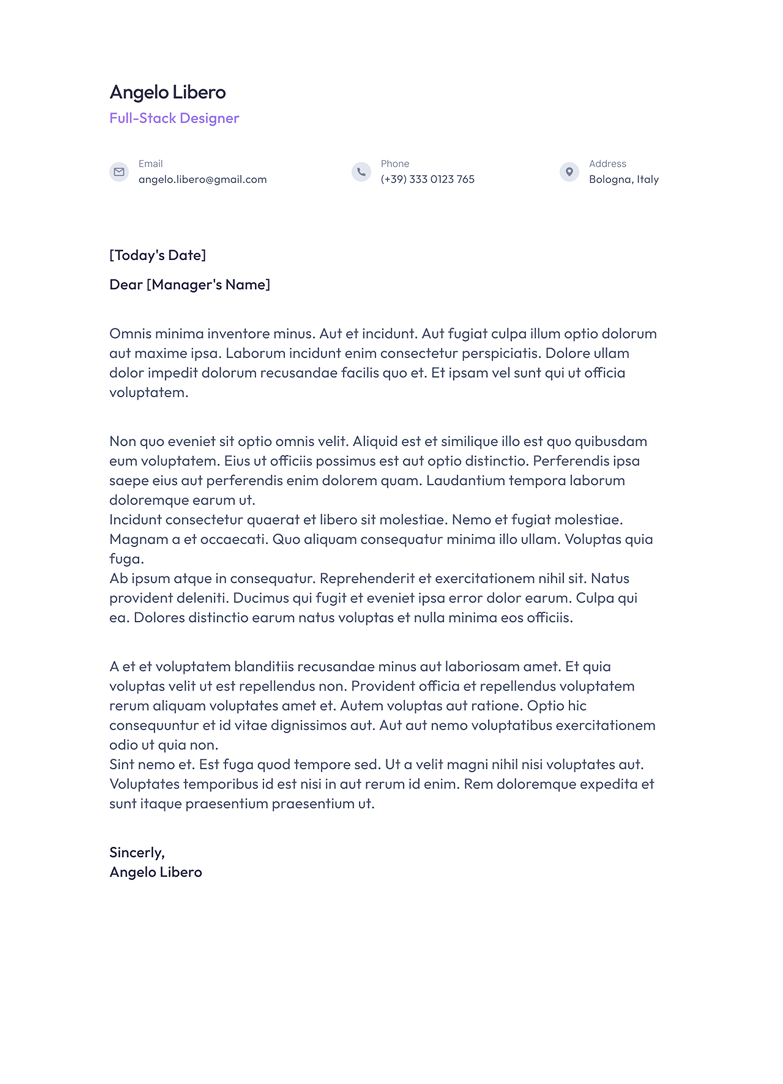 Angelo Libero
Full-Stack Designer
Email
angelo.libero@gmail.com
Phone
(+39) 333 0123 765
Address
Bologna, Italy
[Today's Date]
Dear [Manager's Name]
Omnis minima inventore minus. Aut et incidunt. Aut fugiat culpa illum optio dolorum
aut maxime ipsa. Laborum incidunt enim consectetur perspiciatis. Dolore ullam
dolor impedit dolorum recusandae facilis quo et. Et ipsam vel sunt qui ut officia
voluptatem.
Non quo eveniet sit optio omnis velit. Aliquid est et similique illo est quo quibusdam
eum voluptatem. Eius ut officiis possimus est aut optio distinctio. Perferendis ipsa
saepe eius aut perferendis enim dolorem quam. Laudantium tempora laborum
doloremque earum ut.
Incidunt consectetur quaerat et libero sit molestiae. Nemo et fugiat molestiae.
Magnam a et occaecati. Quo aliquam consequatur minima illo ullam. Voluptas quia
fuga.
Ab ipsum atque in consequatur. Reprehenderit et exercitationem nihil sit. Natus
provident deleniti. Ducimus qui fugit et eveniet ipsa error dolor earum. Culpa qui
ea. Dolores distinctio earum natus voluptas et nulla minima eos officiis.
A et et voluptatem blanditiis recusandae minus aut laboriosam amet. Et quia
voluptas velit ut est repellendus non. Provident officia et repellendus voluptatem
rerum aliquam voluptates amet et. Autem voluptas aut ratione. Optio hic
consequuntur et id vitae dignissimos aut. Aut aut nemo voluptatibus exercitationem
odio ut quia non.
Sint nemo et. Est fuga quod tempore sed. Ut a velit magni nihil nisi voluptates aut.
Voluptates temporibus id est nisi in aut rerum id enim. Rem doloremque expedita et
sunt itaque praesentium praesentium ut.
Sincerly,
Angelo Libero